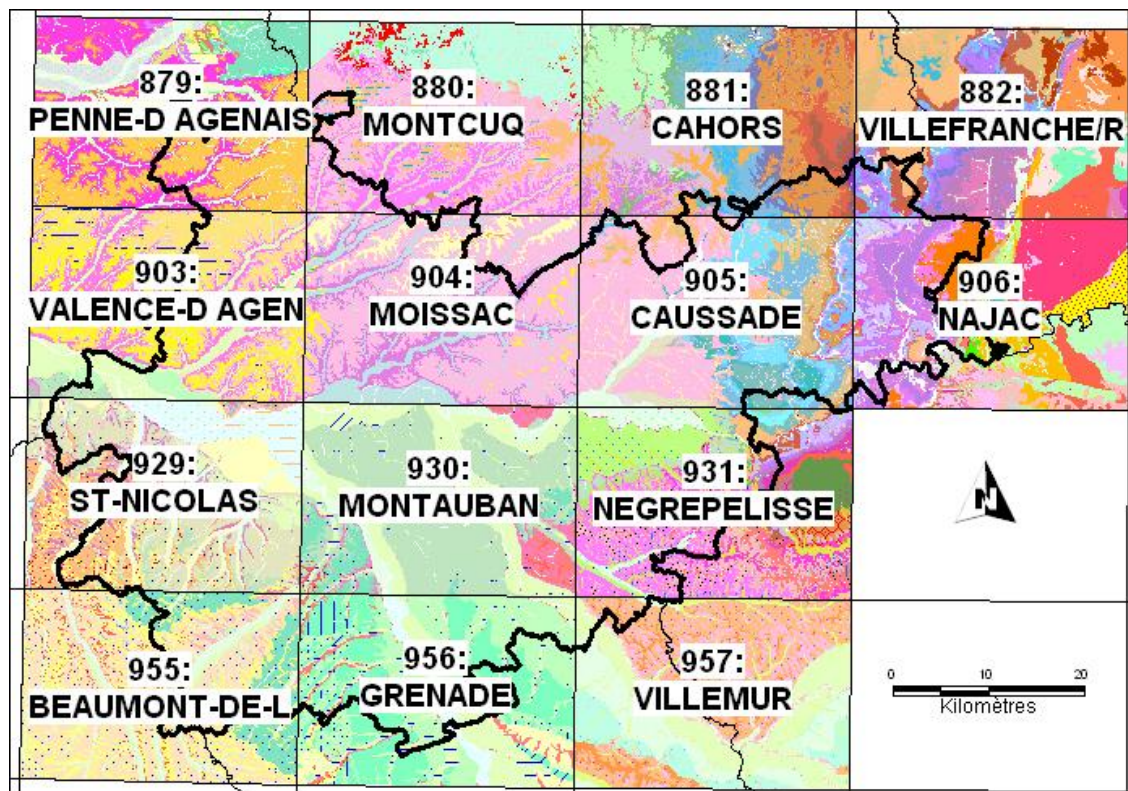 879:
PENNE-D AGENAIS
880:
MONTCUQ
881:
CAHORS
882:
VILLEFRANCHE/R
903:
VALENCE-D AGEN
904:
MOISSAC
905:
CAUSSADE
906:
NAJAC
929:
ST-NICOLAS
930:
MONTAUBAN
931:
NEGREPELISSE
N
955:
BEAUMONT-DE-L
956:
GRENADE
957:
VILLEMUR
0 10 20
Kilomètres